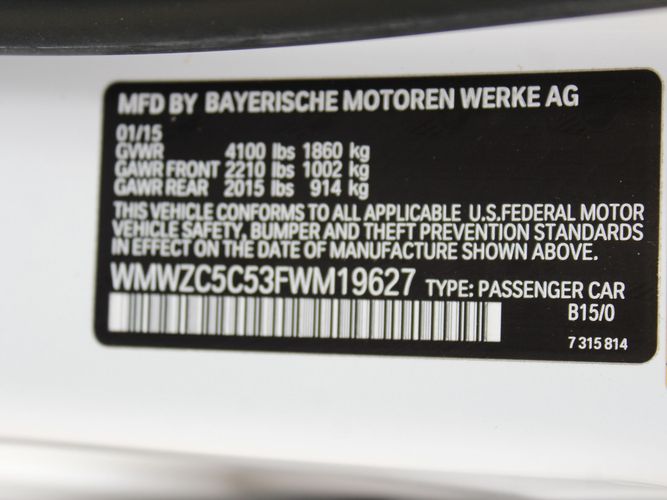 MFD BY BAYERISCHE MOTOREN WERKE AG
01/15
GVWR 4100 lbs 1860 kg
GAWR FRONT 2210 lbs 1002 kg
GAWR REAR 2015 lbs 914 kg
THIS VEHICLE CONFORMS TO ALL APPLICABLE U.S.FEDERAL MOTOR
VEHICLE SAFETY, BUMPER AND THEFT PREVENTION STANDARDS
IN EFFECT ON THE DATE OF MANUFACTURE SHOWN ABOVE.
WMWZC5C53FWM19627 TYPE: PASSENGER CAR
B15/0
7 315 814